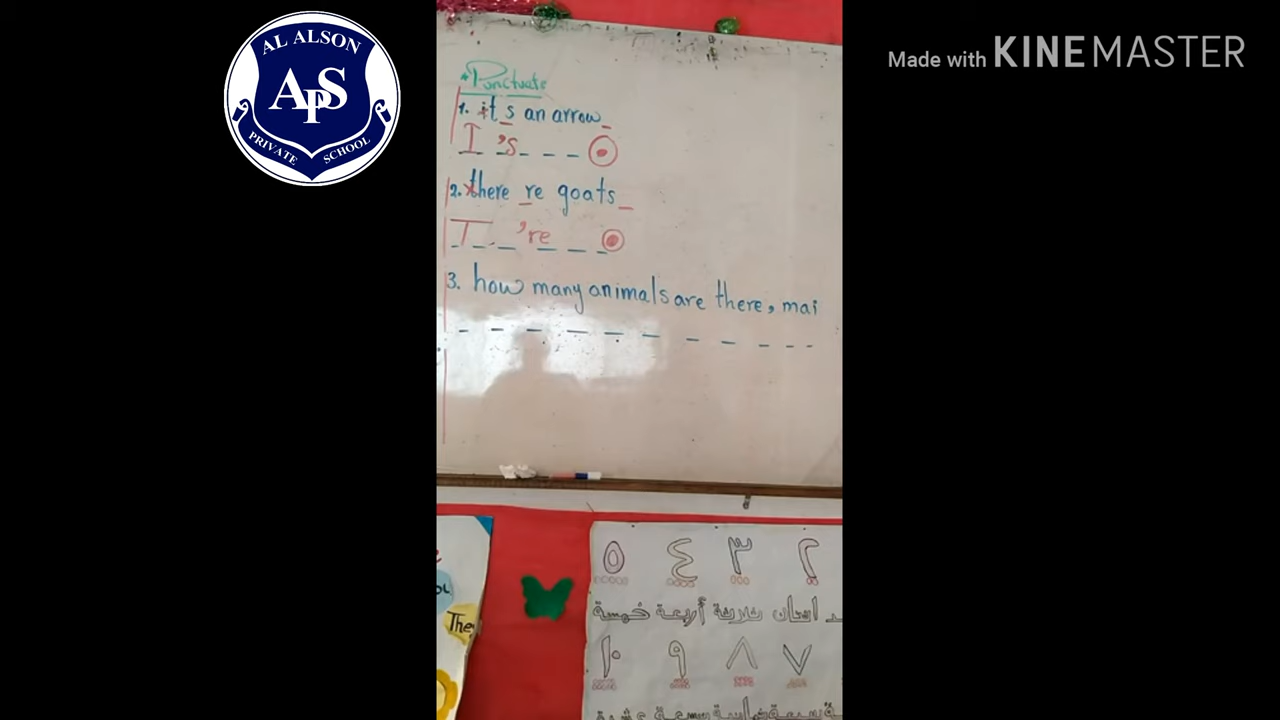 AL ALSON
APS
PRIVATE SCHOOL
Made with KINEMASTER
* Punctuate
1. it s an arrow _
I _ 's _ _ _ .
2. there re goats _
T _ _ 're _ _ _ .
3. how many animals are there, mai
_ _ _ _ _ _ _ _ _ _ _
٥ ٤ ٣ ٢
اثنان ثلاثة أربعة خمسة
١٠ ٩ ٨ ٧
The